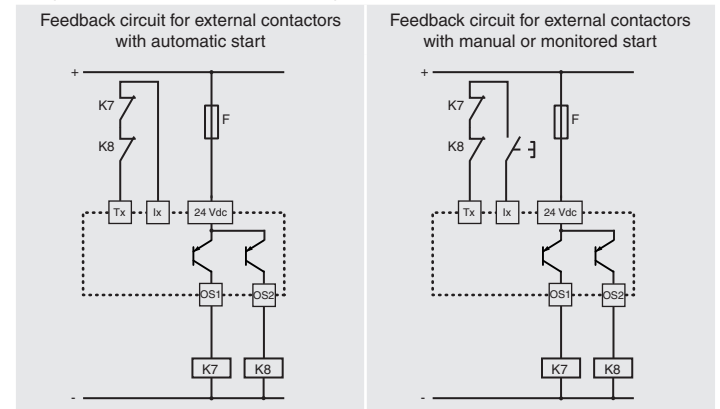 Feedback circuit for external contactors
with automatic start
+
K7
F
K8
Tx
Ix
24 Vdc
OS1
OS2
K7
K8
-
Feedback circuit for external contactors
with manual or monitored start
+
K7
F
K8
Tx
Ix
24 Vdc
OS1
OS2
K7
K8
-